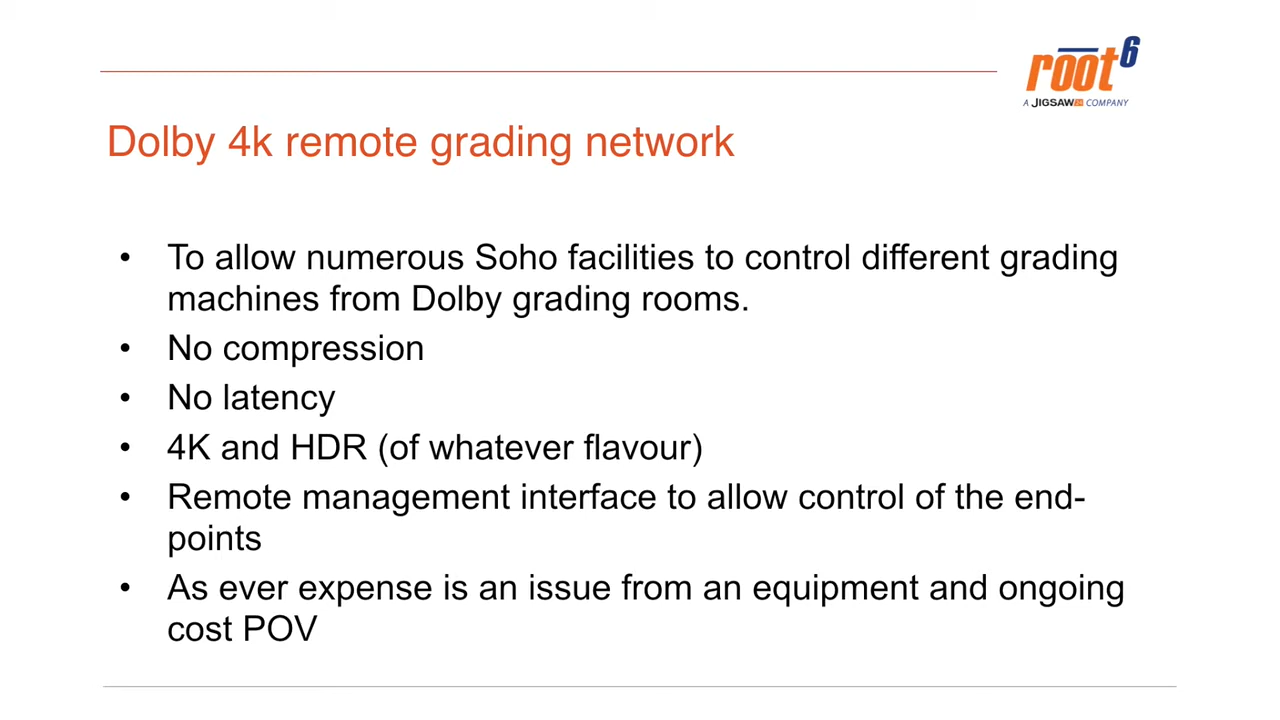 root6
A JIGSAW24 COMPANY
Dolby 4k remote grading network
• To allow numerous Soho facilities to control different grading
machines from Dolby grading rooms.
• No compression
• No latency
• 4K and HDR (of whatever flavour)
• Remote management interface to allow control of the end-
points
• As ever expense is an issue from an equipment and ongoing
cost POV